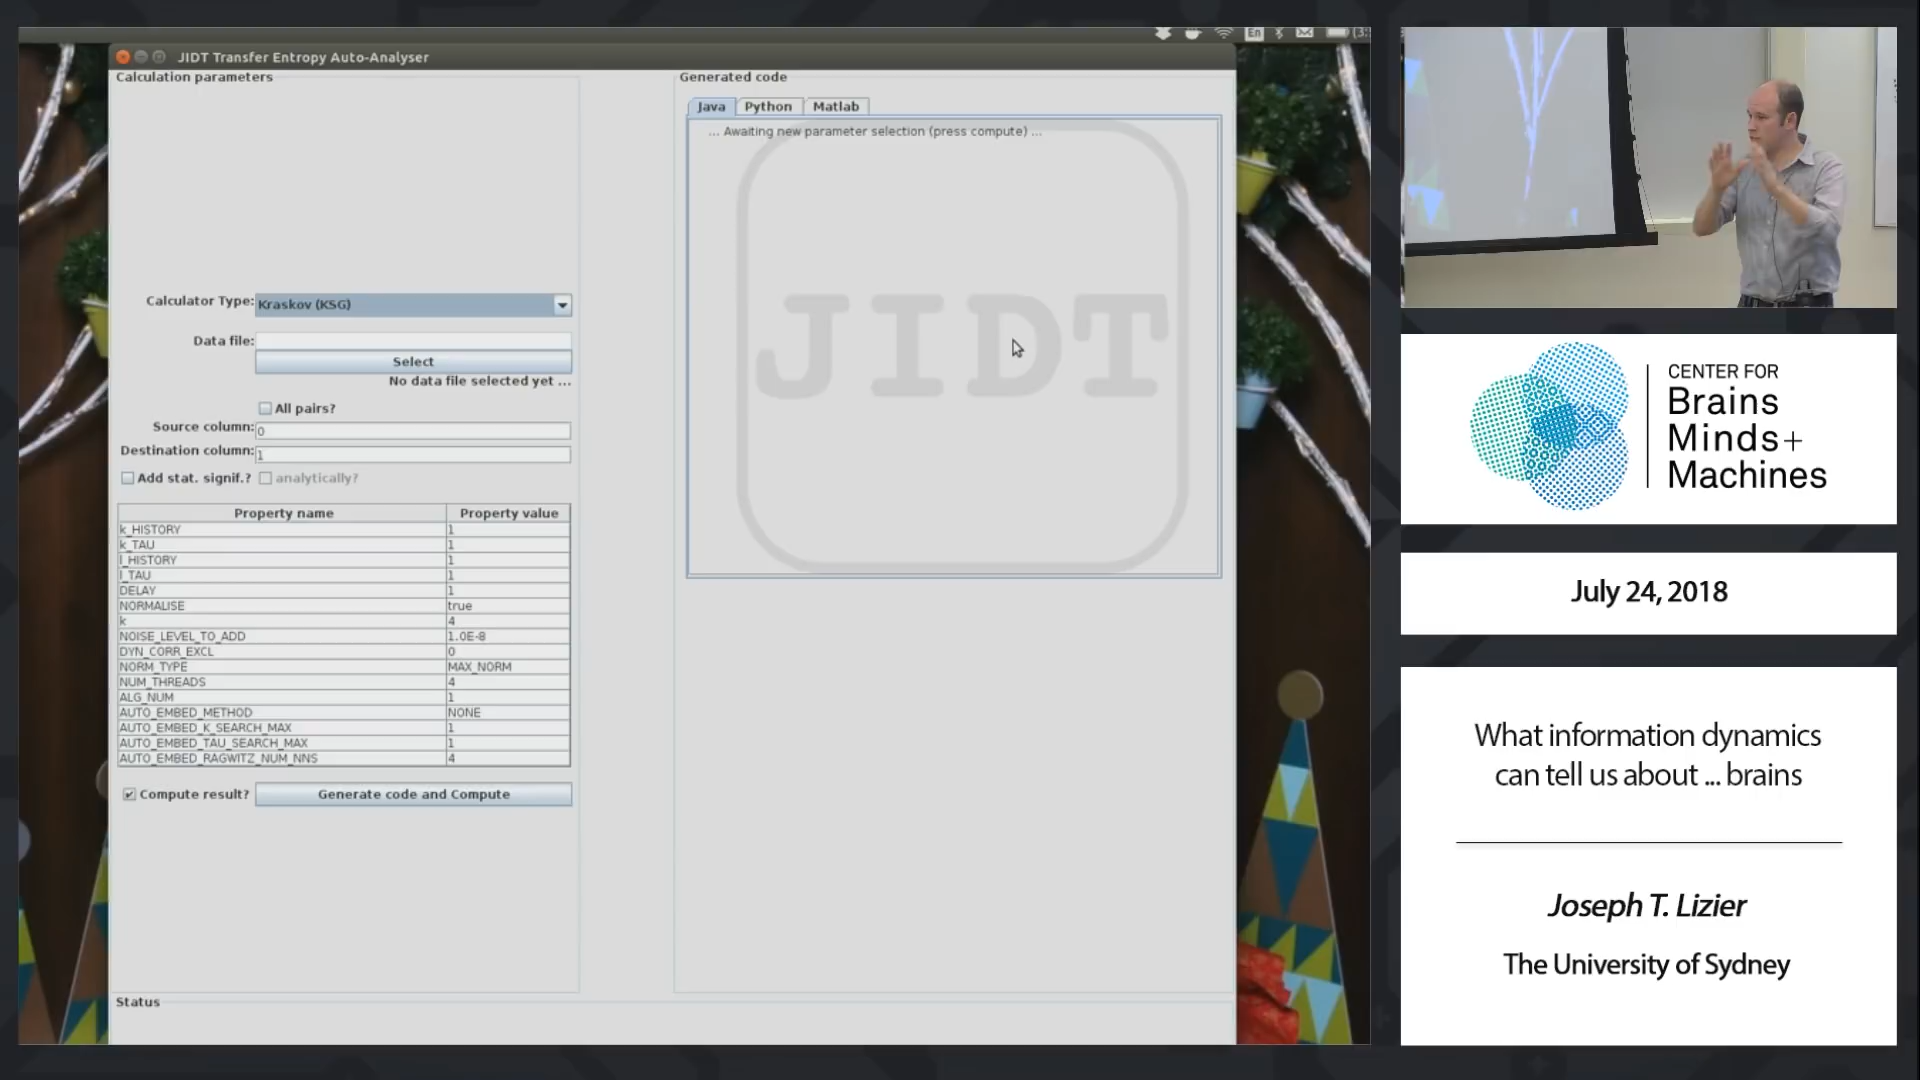 En
(3:
JIDT Transfer Entropy Auto-Analyser
Calculation parameters
Calculator Type: Kraskov (KSG)
Data file:
Select
No data file selected yet ...
All pairs?
Source column: 0
Destination column: 1
Add stat. signif.? analytically?
Property name Property value
k_HISTORY 1
k_TAU 1
l_HISTORY 1
l_TAU 1
DELAY 1
NORMALISE true
k 4
NOISE_LEVEL_TO_ADD 1.0E-8
DYN_CORR_EXCL 0
NORM_TYPE MAX_NORM
NUM_THREADS 4
ALG_NUM 1
AUTO_EMBED_METHOD NONE
AUTO_EMBED_K_SEARCH_MAX 1
AUTO_EMBED_TAU_SEARCH_MAX 1
AUTO_EMBED_RAGWITZ_NUM_NNS 4
Compute result? Generate code and Compute
Status
Generated code
Java Python Matlab
... Awaiting new parameter selection (press compute) ...
JIDT
CENTER FOR
Brains
Minds+
Machines
July 24, 2018
What information dynamics
can tell us about ... brains
Joseph T. Lizier
The University of Sydney